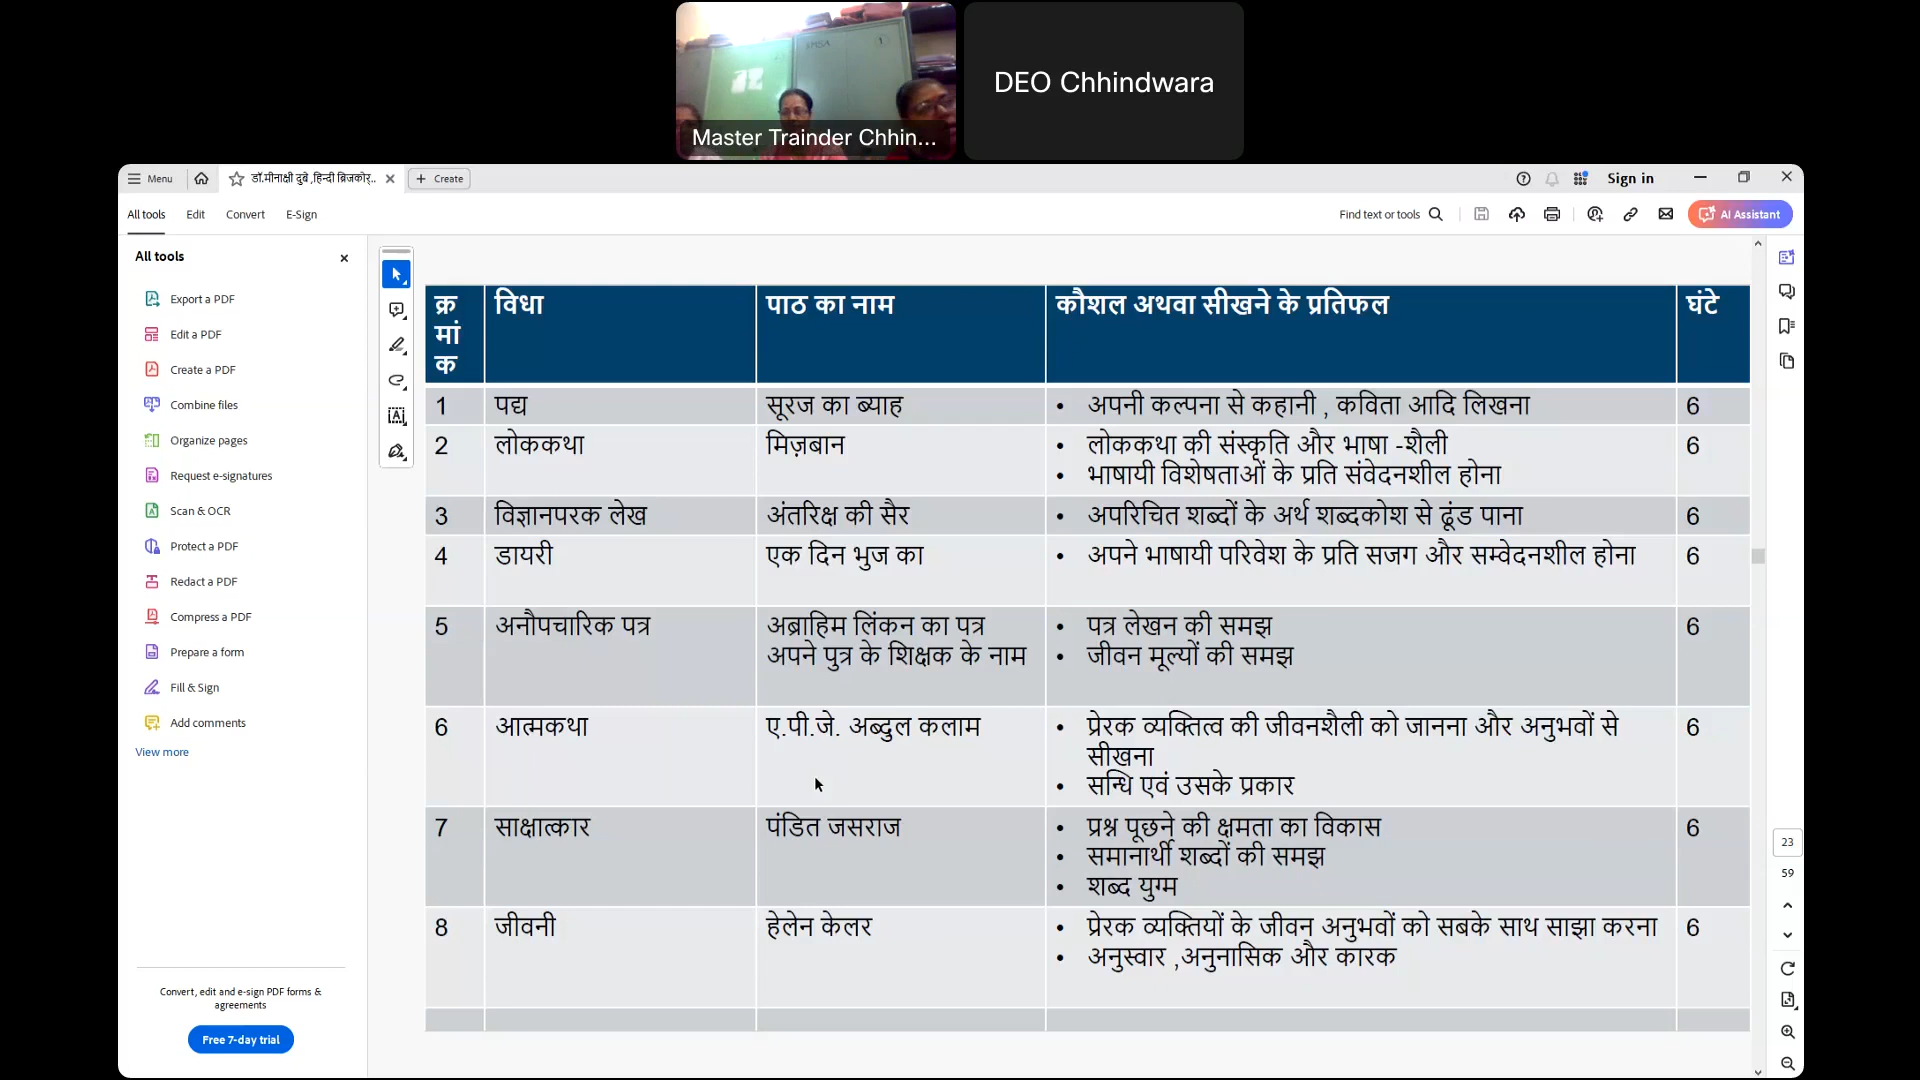 DEO Chhindwara
Master Trainder Chhin...
Menu
डॉ.मीनाक्षी दुबे ,हिन्दी ब्रिजकोर्..
Create
Sign in
All tools
Edit
Convert
E-Sign
Find text or tools
AI Assistant
All tools
Export a PDF
Edit a PDF
Create a PDF
Combine files
Organize pages
Request e-signatures
Scan & OCR
Protect a PDF
Redact a PDF
Compress a PDF
Prepare a form
Fill & Sign
Add comments
View more
Convert, edit and e-sign PDF forms &
agreements
Free 7-day trial
क्रमांक विधा पाठ का नाम कौशल अथवा सीखने के प्रतिफल घंटे
1 पद्य सूरज का ब्याह • अपनी कल्पना से कहानी , कविता आदि लिखना 6
2 लोककथा मिज़बान • लोककथा की संस्कृति और भाषा -शैली 6
• भाषायी विशेषताओं के प्रति संवेदनशील होना
3 विज्ञानपरक लेख अंतरिक्ष की सैर • अपरिचित शब्दों के अर्थ शब्दकोश से ढूंड पाना 6
4 डायरी एक दिन भुज का • अपने भाषायी परिवेश के प्रति सजग और सम्वेदनशील होना 6
5 अनौपचारिक पत्र अब्राहिम लिंकन का पत्र • पत्र लेखन की समझ 6
अपने पुत्र के शिक्षक के नाम • जीवन मूल्यों की समझ
6 आत्मकथा ए.पी.जे. अब्दुल कलाम • प्रेरक व्यक्तित्व की जीवनशैली को जानना और अनुभवों से 6
सीखना
• सन्धि एवं उसके प्रकार
7 साक्षात्कार पंडित जसराज • प्रश्न पूछने की क्षमता का विकास 6
• समानार्थी शब्दों की समझ
• शब्द युग्म
8 जीवनी हेलेन केलर • प्रेरक व्यक्तियों के जीवन अनुभवों को सबके साथ साझा करना 6
• अनुस्वार ,अनुनासिक और कारक
23
59